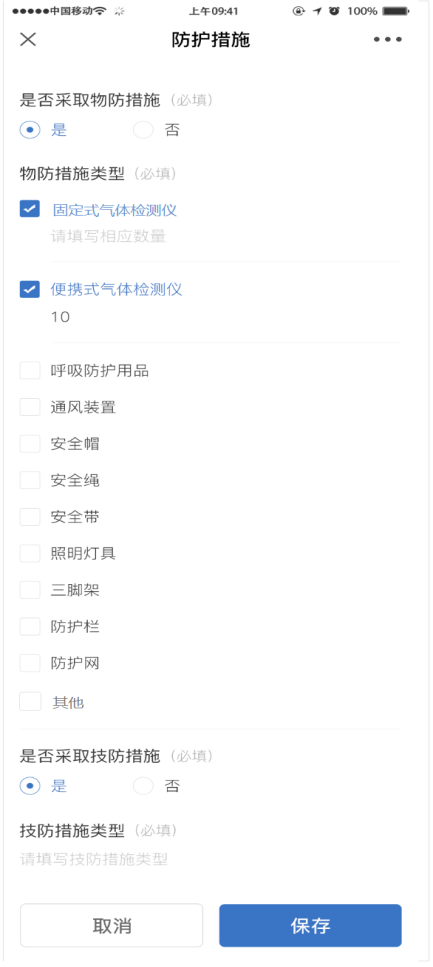 中国移动 上午09:41 100%
防护措施
是否采取物防措施（必填）
是 否
物防措施类型（必填）
固定式气体检测仪
请填写相应数量
便携式气体检测仪
10
呼吸防护用品
通风装置
安全帽
安全绳
安全带
照明灯具
三脚架
防护栏
防护网
其他
是否采取技防措施（必填）
是 否
技防措施类型（必填）
请填写技防措施类型
取消 保存